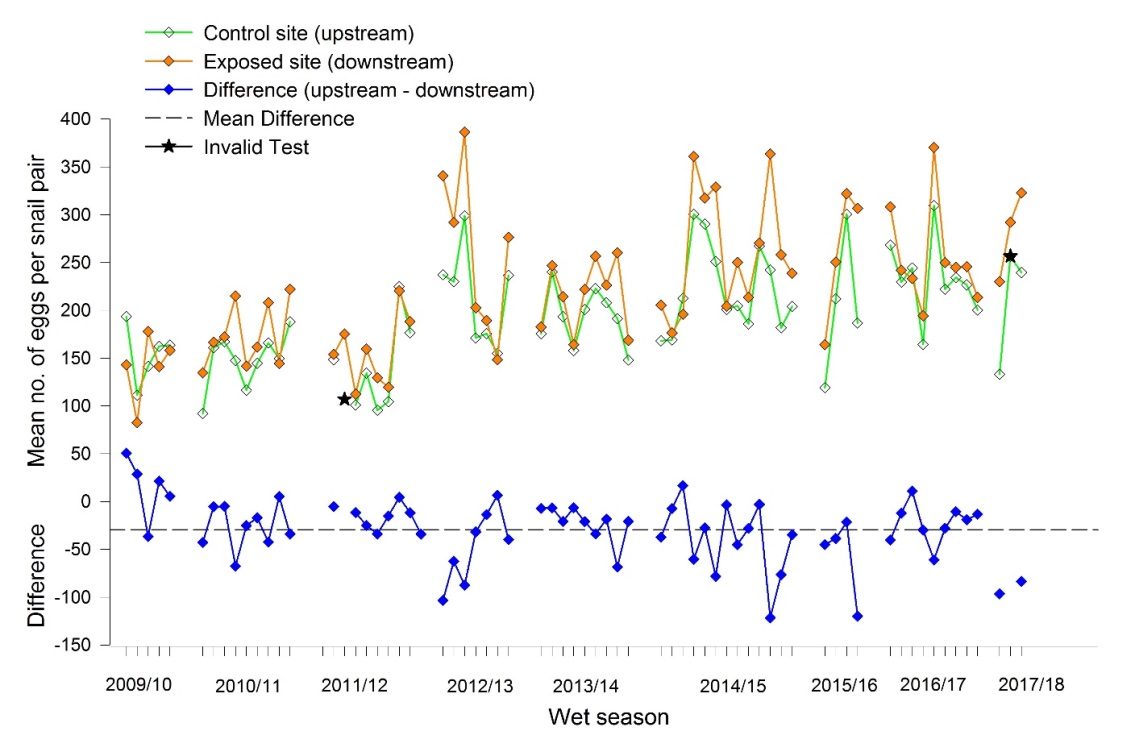 Control site (upstream)
Exposed site (downstream)
Difference (upstream - downstream)
Mean Difference
Invalid Test
Mean no. of eggs per snail pair
Difference
400
350
300
250
200
150
100
50
0
-50
-100
-150
2009/10 2010/11 2011/12 2012/13 2013/14 2014/15 2015/16 2016/17 2017/18
Wet season